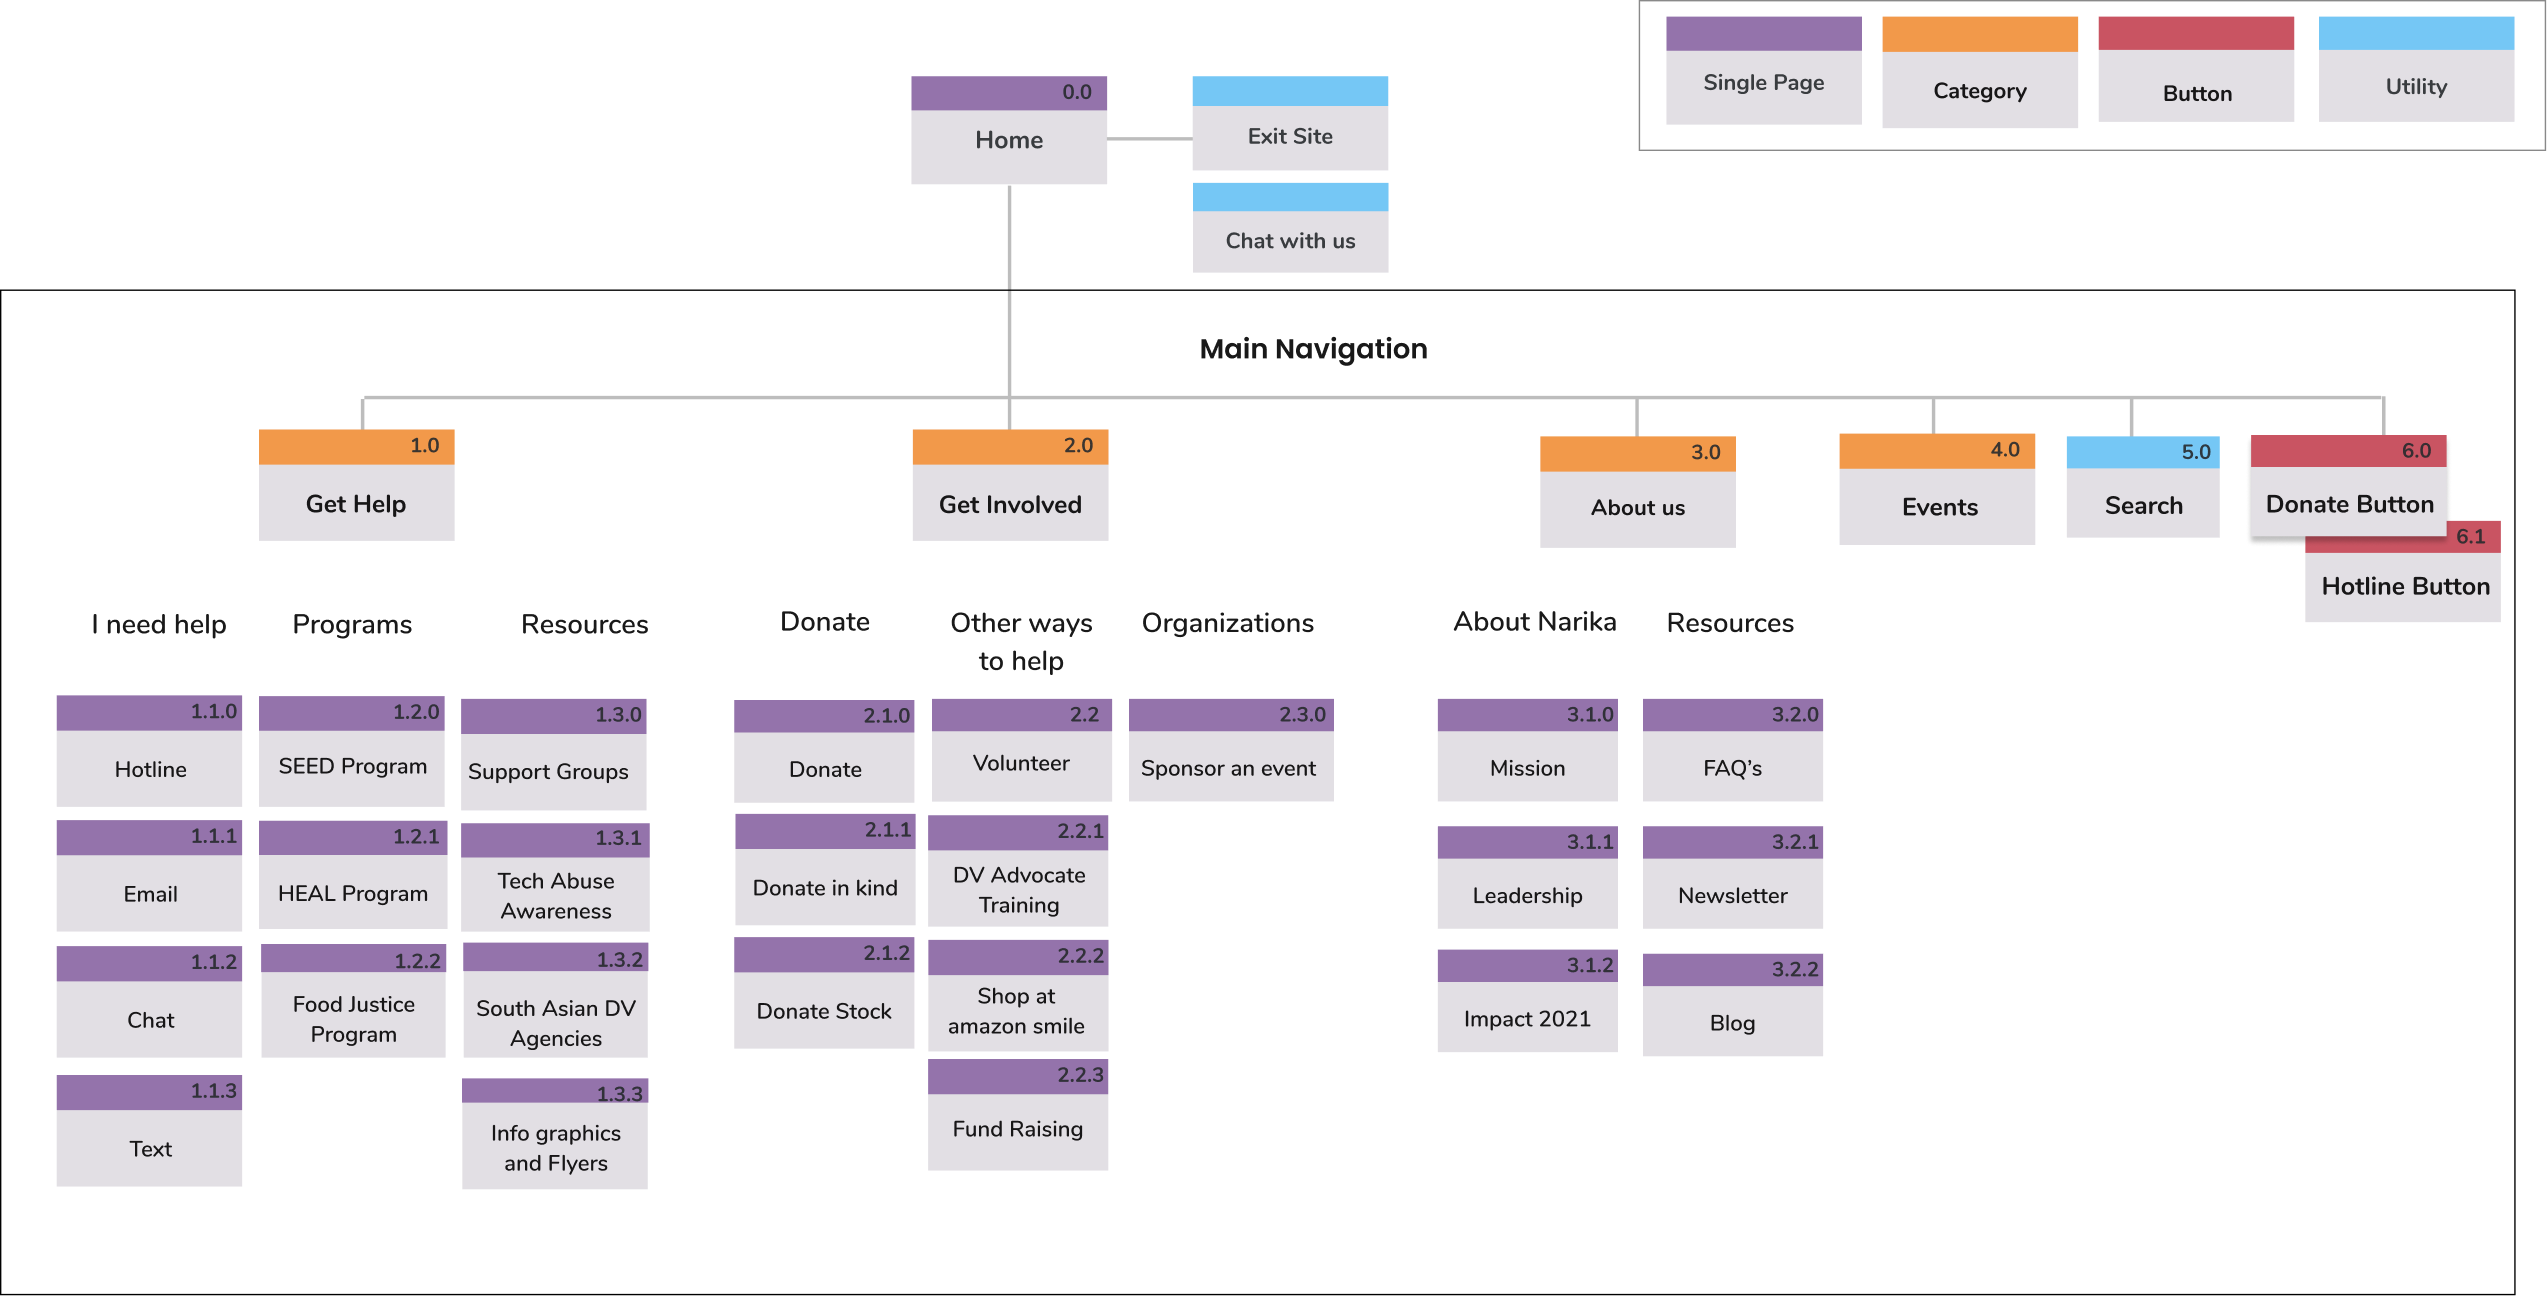 Single Page
Category
Button
Utility
0.0
Home
Exit Site
Chat with us
Main Navigation
1.0
Get Help
2.0
Get Involved
3.0
About us
4.0
Events
5.0
Search
6.0
Donate Button
6.1
Hotline Button
I need help
1.1.0
Hotline
1.1.1
Email
1.1.2
Chat
1.1.3
Text
Programs
1.2.0
SEED Program
1.2.1
HEAL Program
1.2.2
Food Justice
Program
Resources
1.3.0
Support Groups
1.3.1
Tech Abuse
Awareness
1.3.2
South Asian DV
Agencies
1.3.3
Info graphics
and Flyers
Donate
2.1.0
Donate
2.1.1
Donate in kind
2.1.2
Donate Stock
Other ways
to help
2.2
Volunteer
2.2.1
DV Advocate
Training
2.2.2
Shop at
amazon smile
2.2.3
Fund Raising
Organizations
2.3.0
Sponsor an event
About Narika
3.1.0
Mission
3.1.1
Leadership
3.1.2
Impact 2021
Resources
3.2.0
FAQ’s
3.2.1
Newsletter
3.2.2
Blog